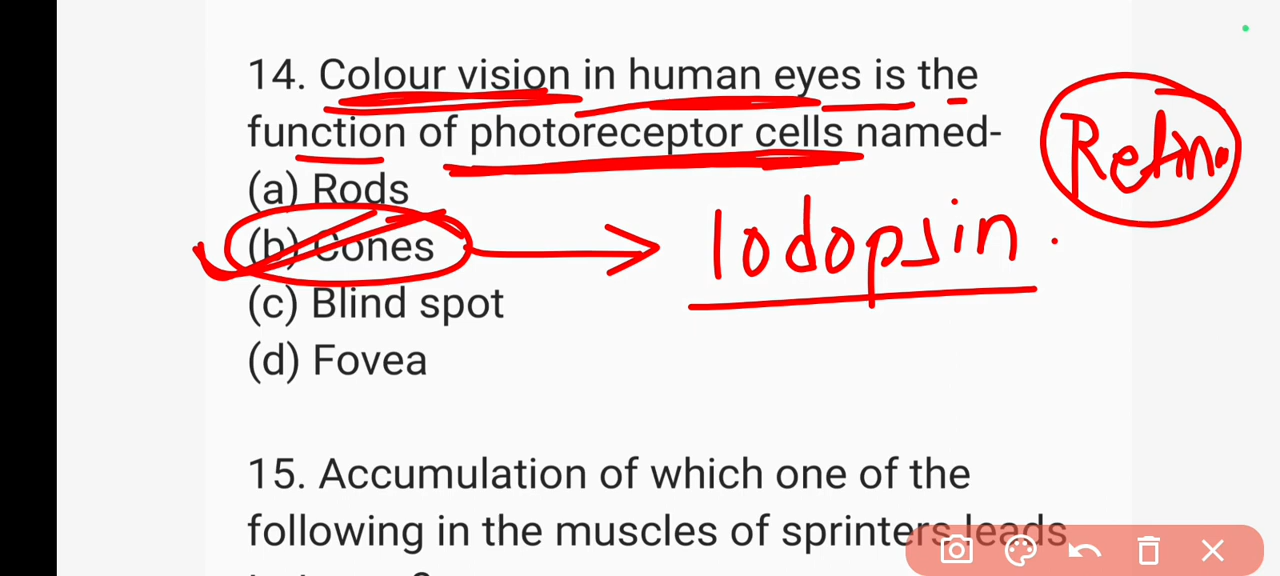 14. Colour vision in human eyes is the
function of photoreceptor cells named-
Retina
(a) Rods
(b) Cones
Iodopsin.
(c) Blind spot
(d) Fovea
15. Accumulation of which one of the
following in the muscles of sprinters leads